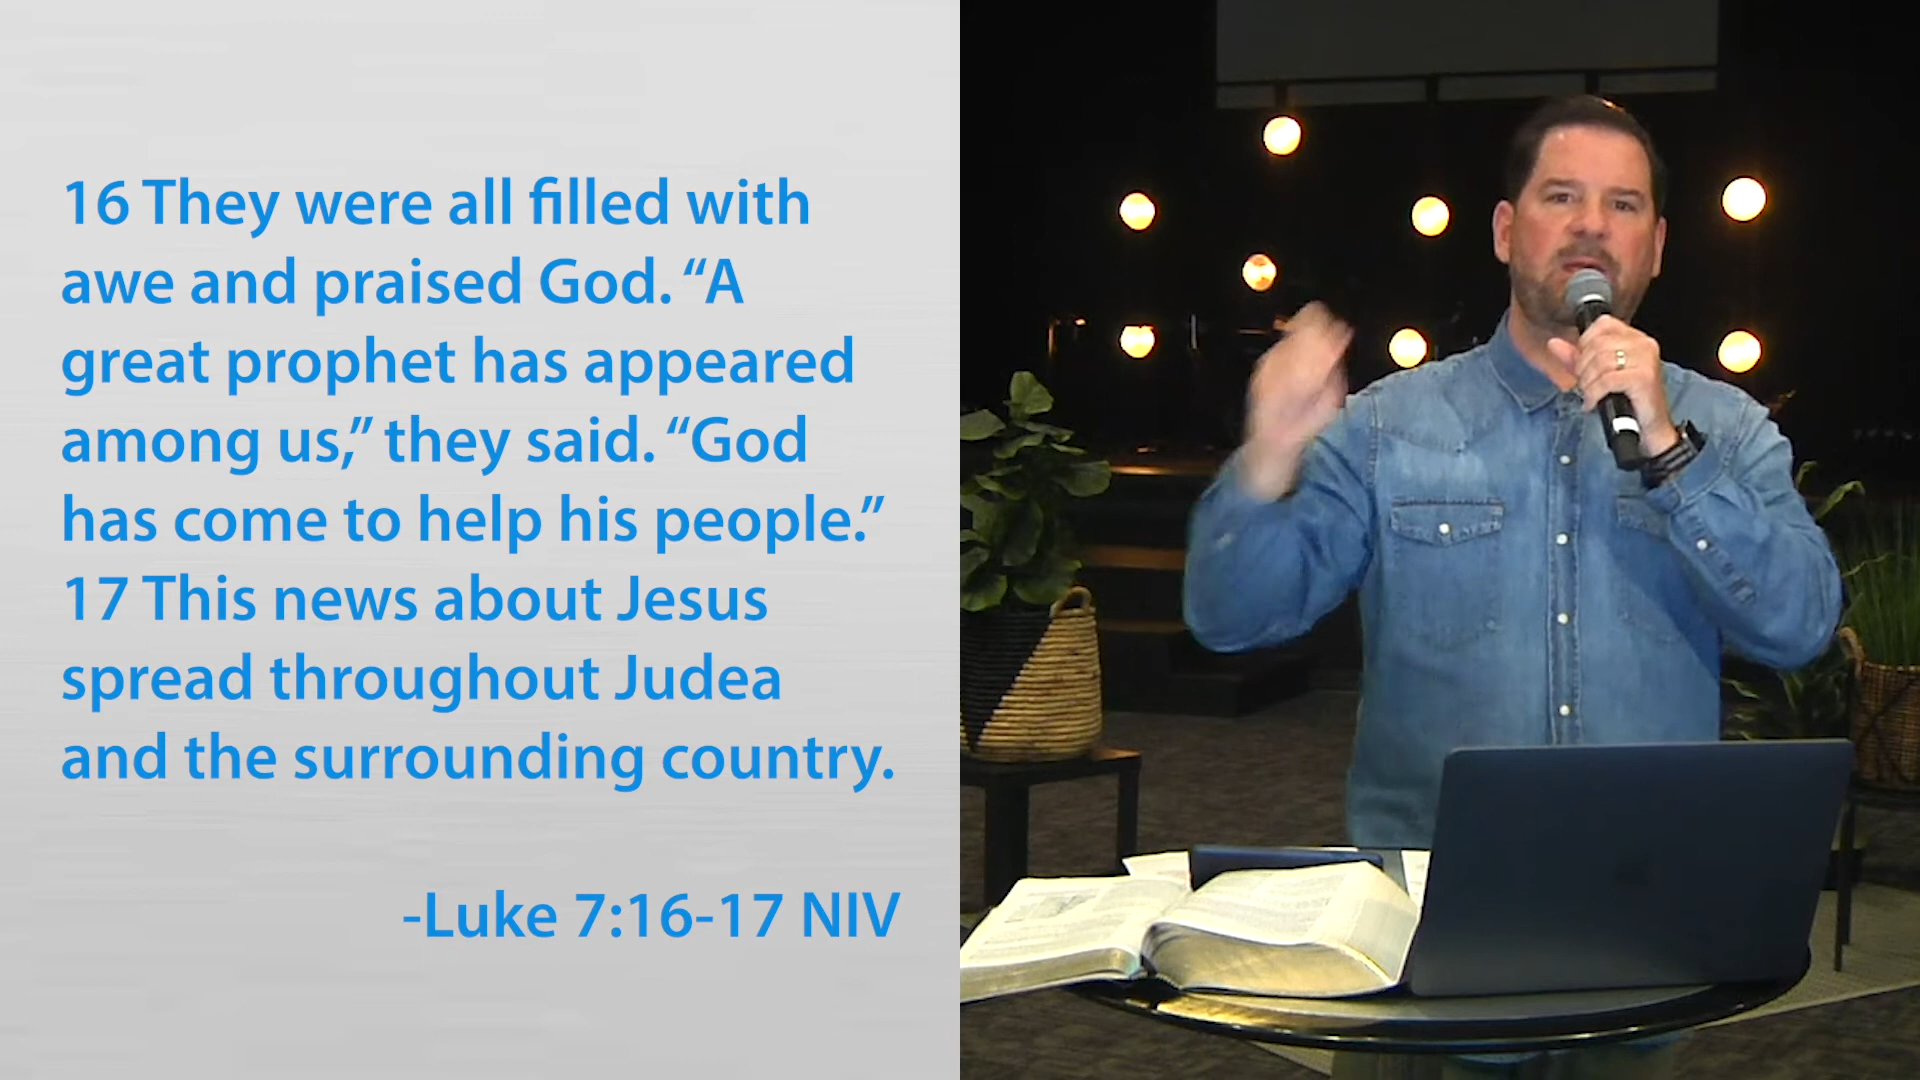 16 They were all filled with
awe and praised God. “A
great prophet has appeared
among us,” they said. “God
has come to help his people.”
17 This news about Jesus
spread throughout Judea
and the surrounding country.
-Luke 7:16-17 NIV